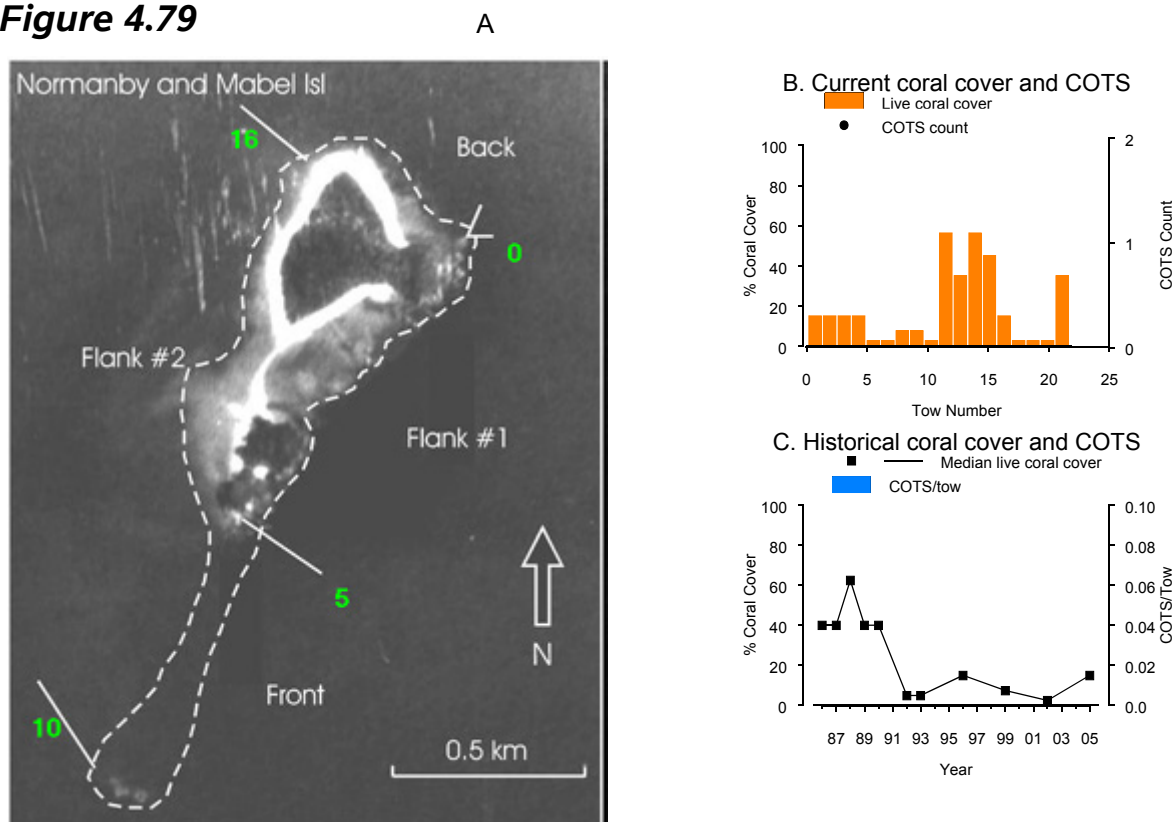 Figure 4.79
A
Normanby and Mabel Isl
16
Back
0
Flank #2
Flank #1
5
N
Front
10
0.5 km
B. Current coral cover and COTS
Live coral cover
COTS count
100
80
60
40
20
0
% Coral Cover
2
1
0
COTS Count
0 5 10 15 20 25
Tow Number
C. Historical coral cover and COTS
Median live coral cover
COTS/tow
100
80
60
40
20
0
% Coral Cover
0.10
0.08
0.06
0.04
0.02
0.0
COTS/Tow
87 89 91 93 95 97 99 01 03 05
Year